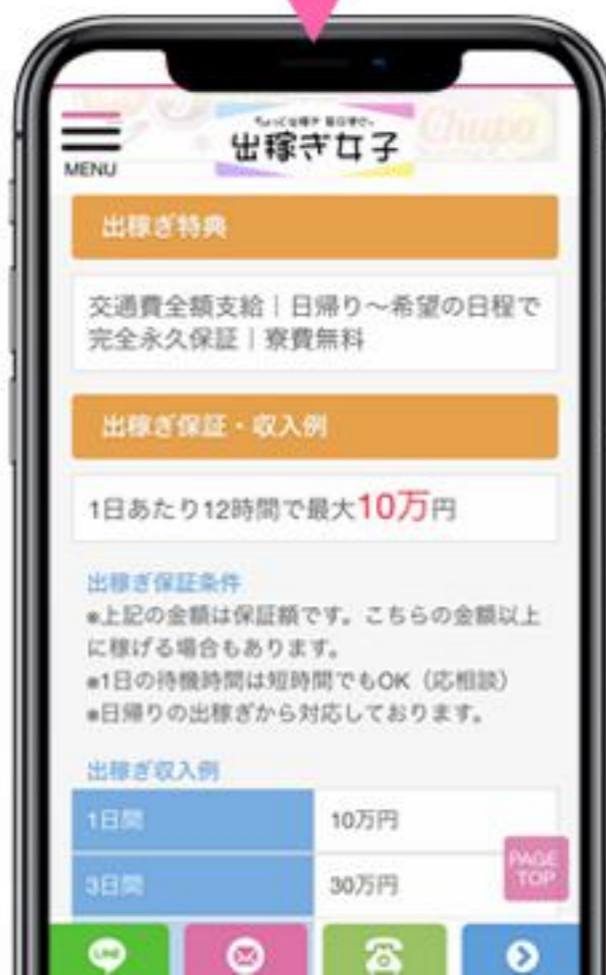 MENU
出稼ぎ女子
Chupa
出稼ぎ特典
交通費全額支給｜日帰り〜希望の日程で
完全永久保証｜寮費無料
出稼ぎ保証・収入例
1日あたり12時間で最大10万円
出稼ぎ保証条件
※上記の金額は保証額です。こちらの金額以上
に稼げる場合もあります。
※1日の待機時間は短時間でもOK（応相談）
※日帰りの出稼ぎから対応しております。
出稼ぎ収入例
1日間 10万円
3日間 30万円
PAGE
TOP
LINE